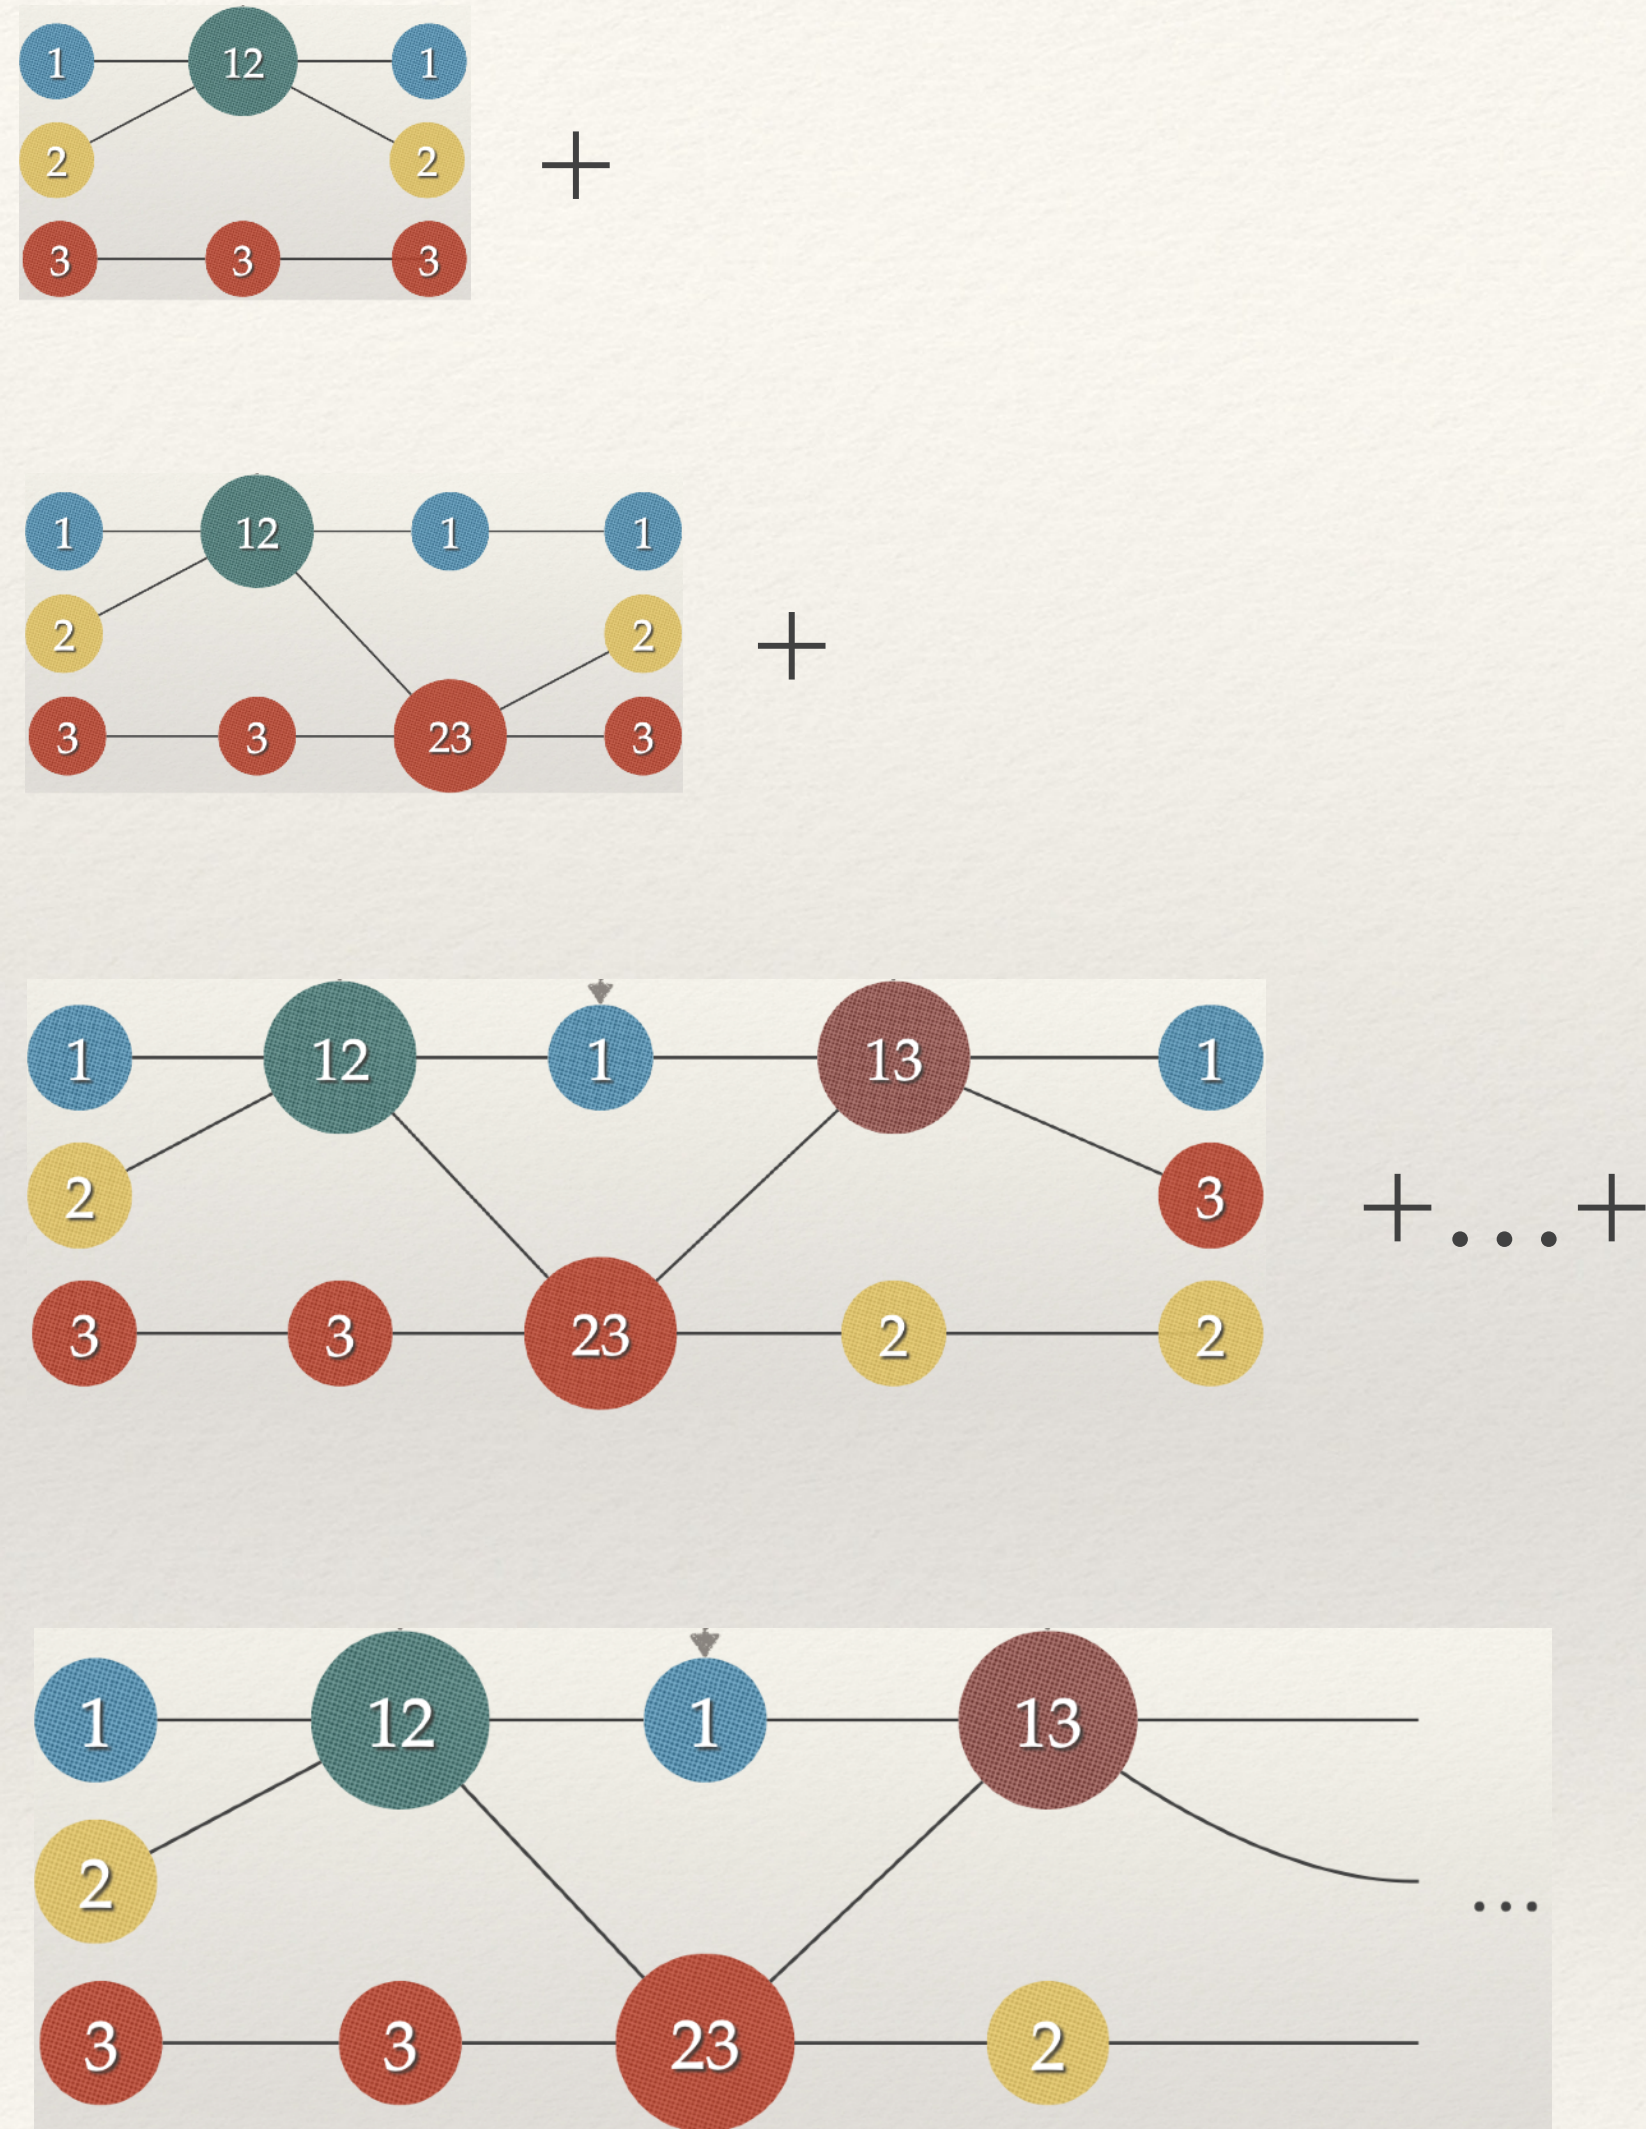 1 12 1
2 2
+
3 3 3
1 12 1 1
2 2
+
3 3 23 3
1 12 1 13 1
2 3
+ ... +
3 3 23 2 2
1 12 1 13
2
...
3 3 23 2